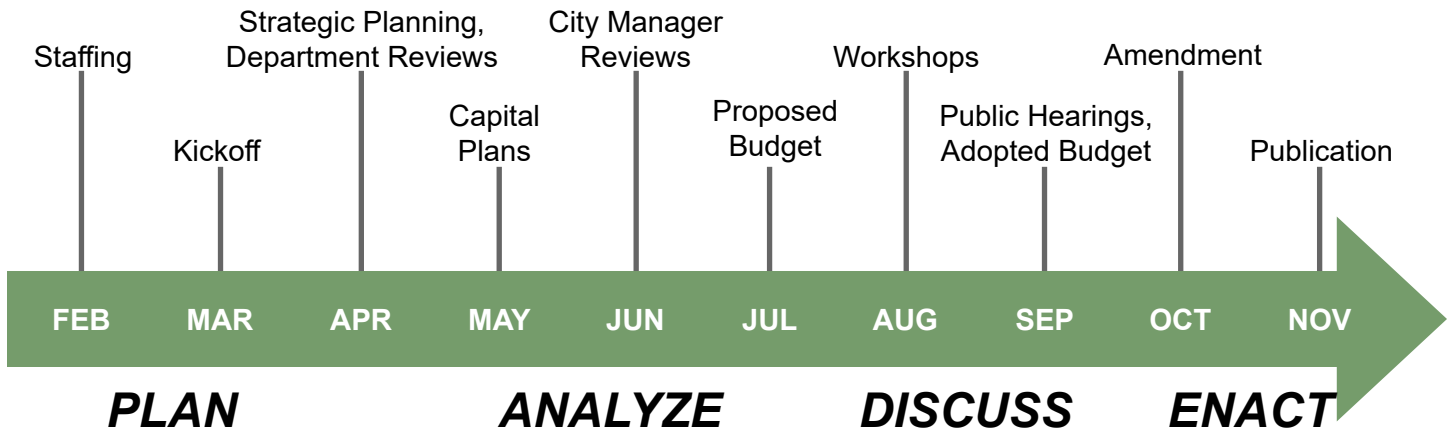 Staffing
Kickoff
Strategic Planning,
Department Reviews
Capital
Plans
City Manager
Reviews
Proposed
Budget
Workshops
Public Hearings,
Adopted Budget
Amendment
Publication
FEB MAR APR MAY JUN JUL AUG SEP OCT NOV
PLAN ANALYZE DISCUSS ENACT